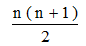 n ( n + 1 )
2